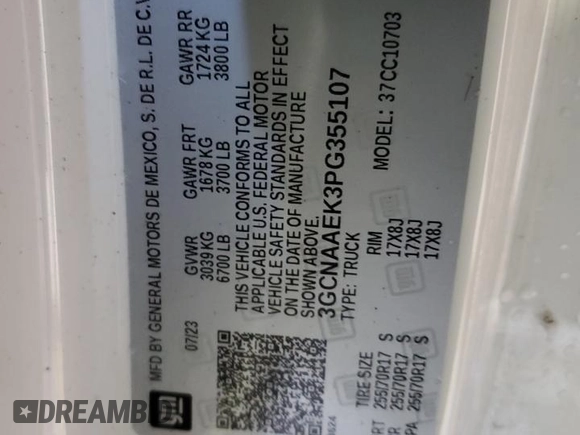 MFD BY GENERAL MOTORS DE MEXICO, S. DE R.L. DE C.V
07/23 GVWR GAWR FRT GAWR RR
3039 KG 1678 KG 1724 KG
6700 LB 3700 LB 3800 LB
THIS VEHICLE CONFORMS TO ALL
APPLICABLE U.S. FEDERAL MOTOR
VEHICLE SAFETY STANDARDS IN EFFECT
ON THE DATE OF MANUFACTURE
SHOWN ABOVE.
3GCNAAEK3PG355107
TYPE: TRUCK MODEL: 37CC10703
TIRE SIZE RIM
RT 255/70R17 S 17X8J
RR 255/70R17 S 17X8J
PA 255/70R17 S 17X8J
gm
DREAMB